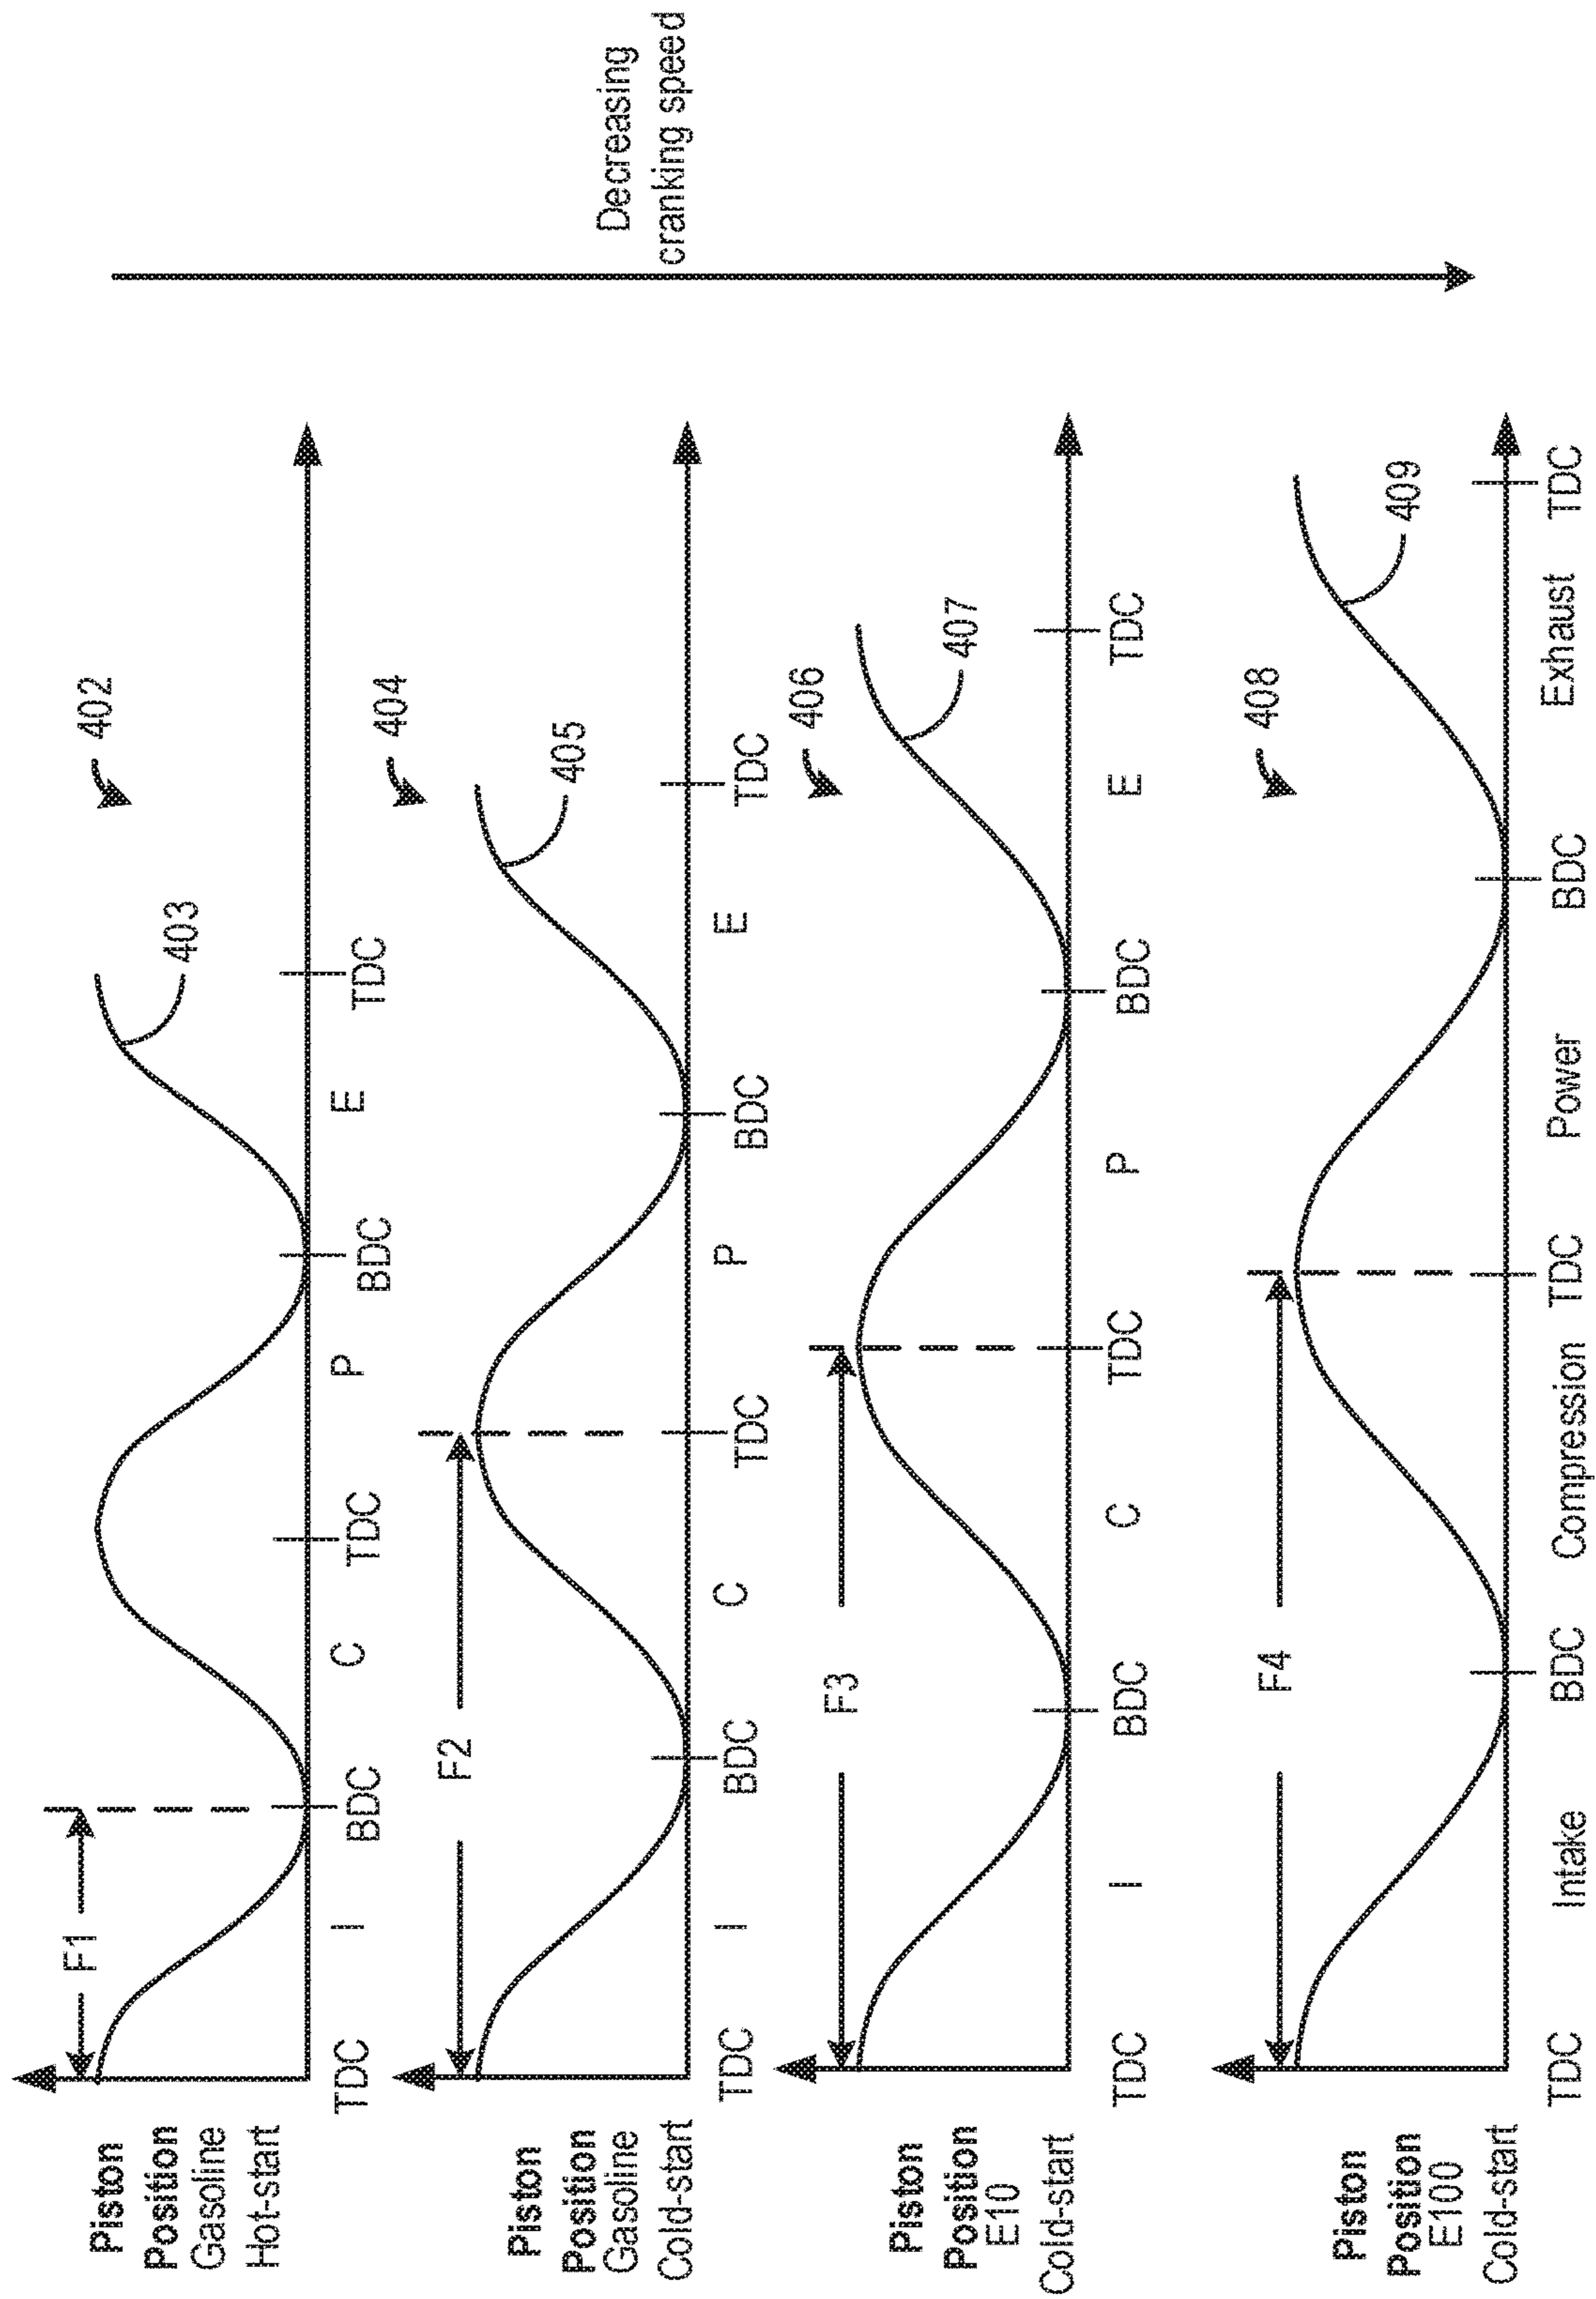 Piston
Position
Gasoline
Hot-start
F1
402
403
TDC
I
BDC
C
TDC
P
BDC
E
TDC
Piston
Position
Gasoline
Cold-start
F2
404
405
TDC
I
BDC
C
TDC
P
BDC
E
TDC
Piston
Position
E10
Cold-start
F3
406
407
TDC
I
BDC
C
TDC
P
BDC
E
TDC
Piston
Position
E100
Cold-start
F4
408
409
TDC
Intake
BDC
Compression
TDC
Power
BDC
Exhaust
TDC
Decreasing
cranking speed